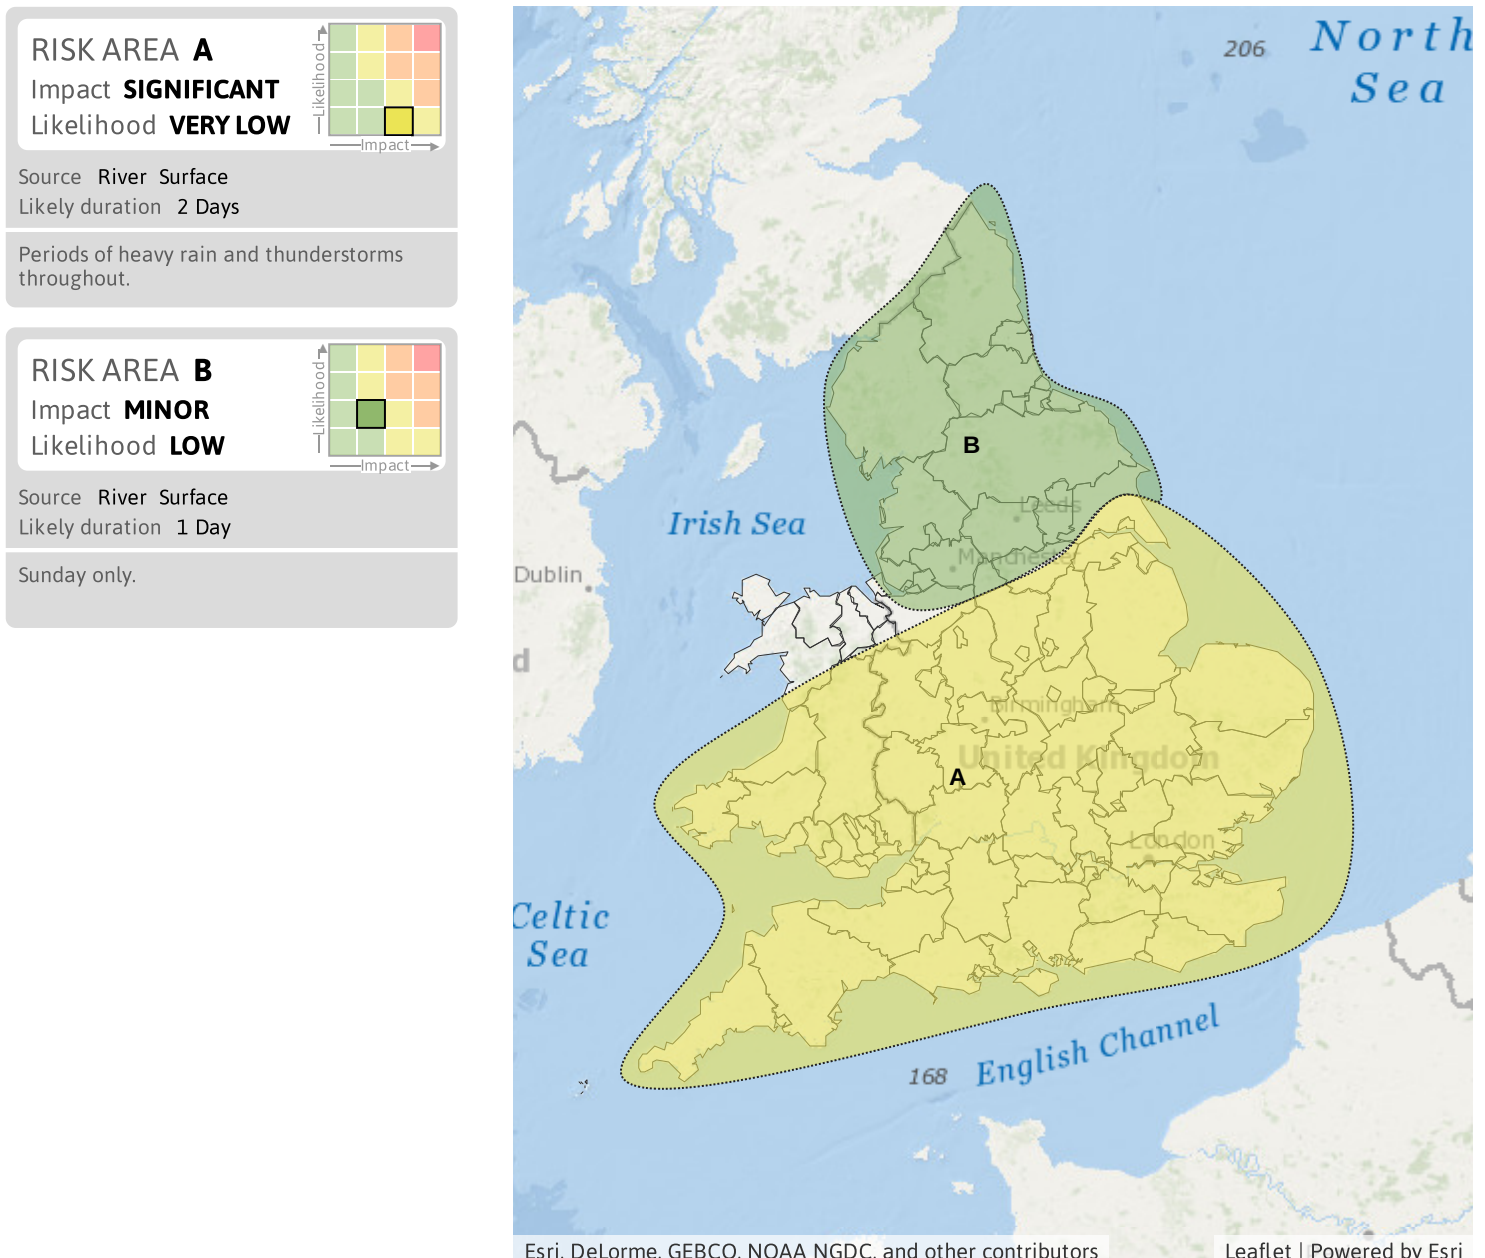 RISK AREA A
Impact SIGNIFICANT
Likelihood VERY LOW
Likelihood
Impact
Source River Surface
Likely duration 2 Days
Periods of heavy rain and thunderstorms
throughout.
RISK AREA B
Impact MINOR
Likelihood LOW
Likelihood
Impact
Source River Surface
Likely duration 1 Day
Sunday only.
206
North
Sea
B
Leeds
Irish Sea
Manchester
Dublin
d
Birmingham
United Kingdom
A
London
Celtic
Sea
English Channel
168
Esri, DeLorme, GEBCO, NOAA NGDC, and other contributors
Leaflet | Powered by Esri